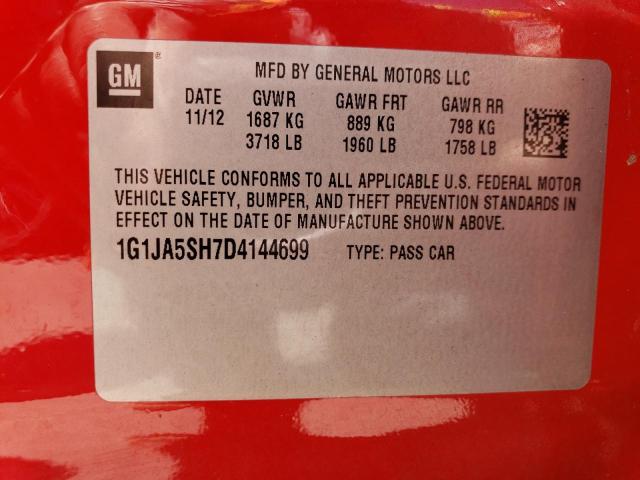 GM ®
MFD BY GENERAL MOTORS LLC
DATE GVWR GAWR FRT GAWR RR
11/12 1687 KG 889 KG 798 KG
3718 LB 1960 LB 1758 LB
THIS VEHICLE CONFORMS TO ALL APPLICABLE U.S. FEDERAL MOTOR
VEHICLE SAFETY, BUMPER, AND THEFT PREVENTION STANDARDS IN
EFFECT ON THE DATE OF MANUFACTURE SHOWN ABOVE.
1G1JA5SH7D4144699 TYPE: PASS CAR